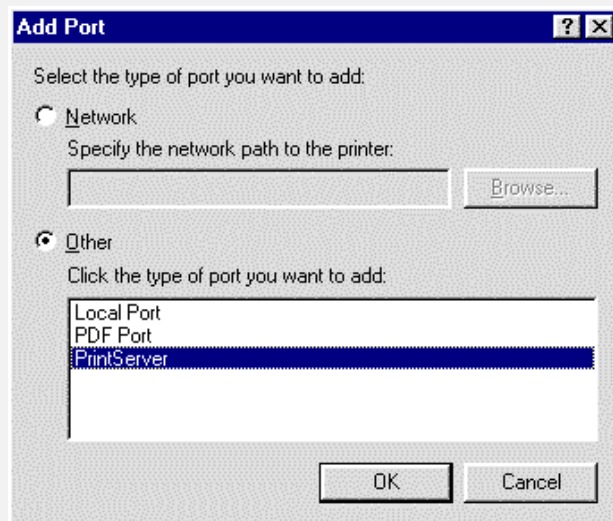 Add Port
Select the type of port you want to add:
Network
Specify the network path to the printer:
Browse...
Other
Click the type of port you want to add:
Local Port
PDF Port
PrintServer
OK
Cancel